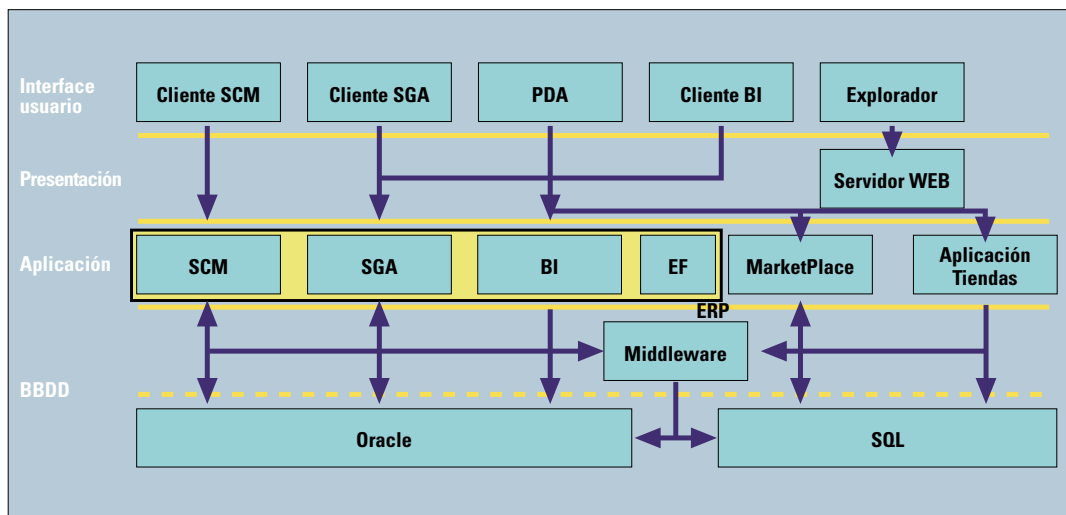 Interface
usuario
Cliente SCM
Cliente SGA
PDA
Cliente BI
Explorador
Presentación
Servidor WEB
Aplicación
SCM
SGA
BI
EF
MarketPlace
Aplicación
Tiendas
ERP
Middleware
BBDD
Oracle
SQL